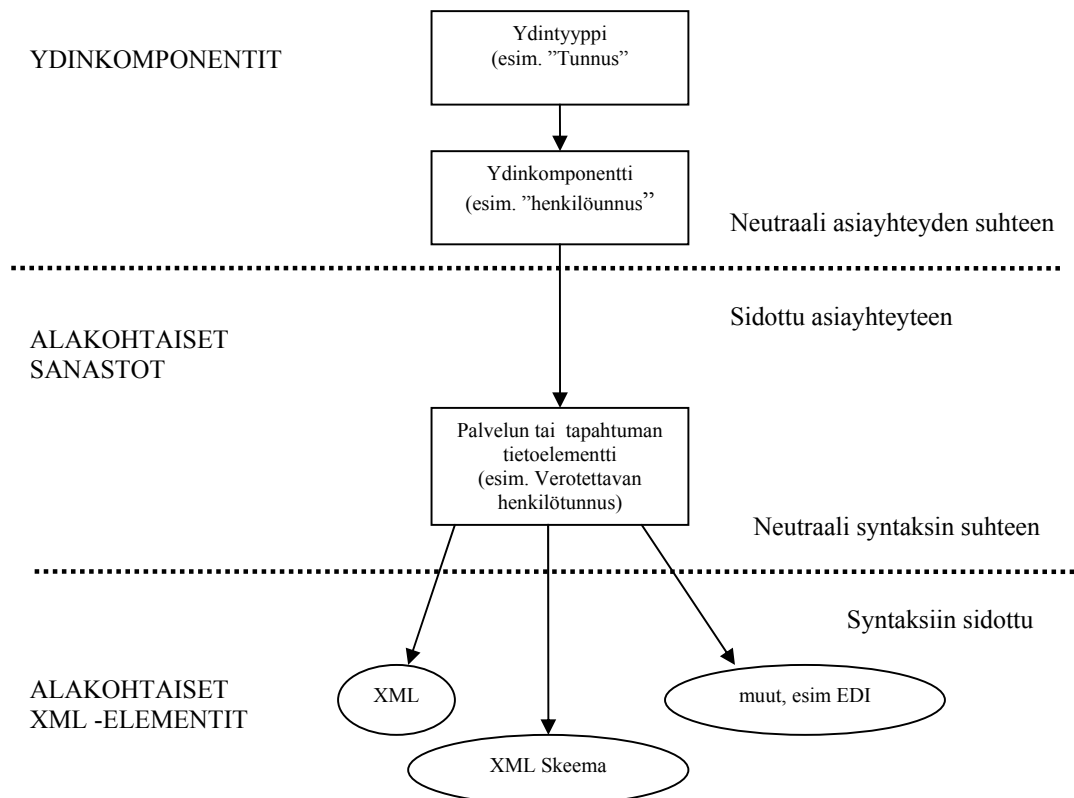 Ydintyyppi
(esim. ”Tunnus”
YDINKOMPONENTIT
Ydinkomponentti
(esim. ”henkilöunnus”
Neutraali asiayhteyden suhteen
Sidottu asiayhteyteen
ALAKOHTAISET
SANASTOT
Palvelun tai tapahtuman
tietoelementti
(esim. Verotettavan
henkilötunnus)
Neutraali syntaksin suhteen
Syntaksiin sidottu
ALAKOHTAISET
XML -ELEMENTIT
XML
muut, esim EDI
XML Skeema